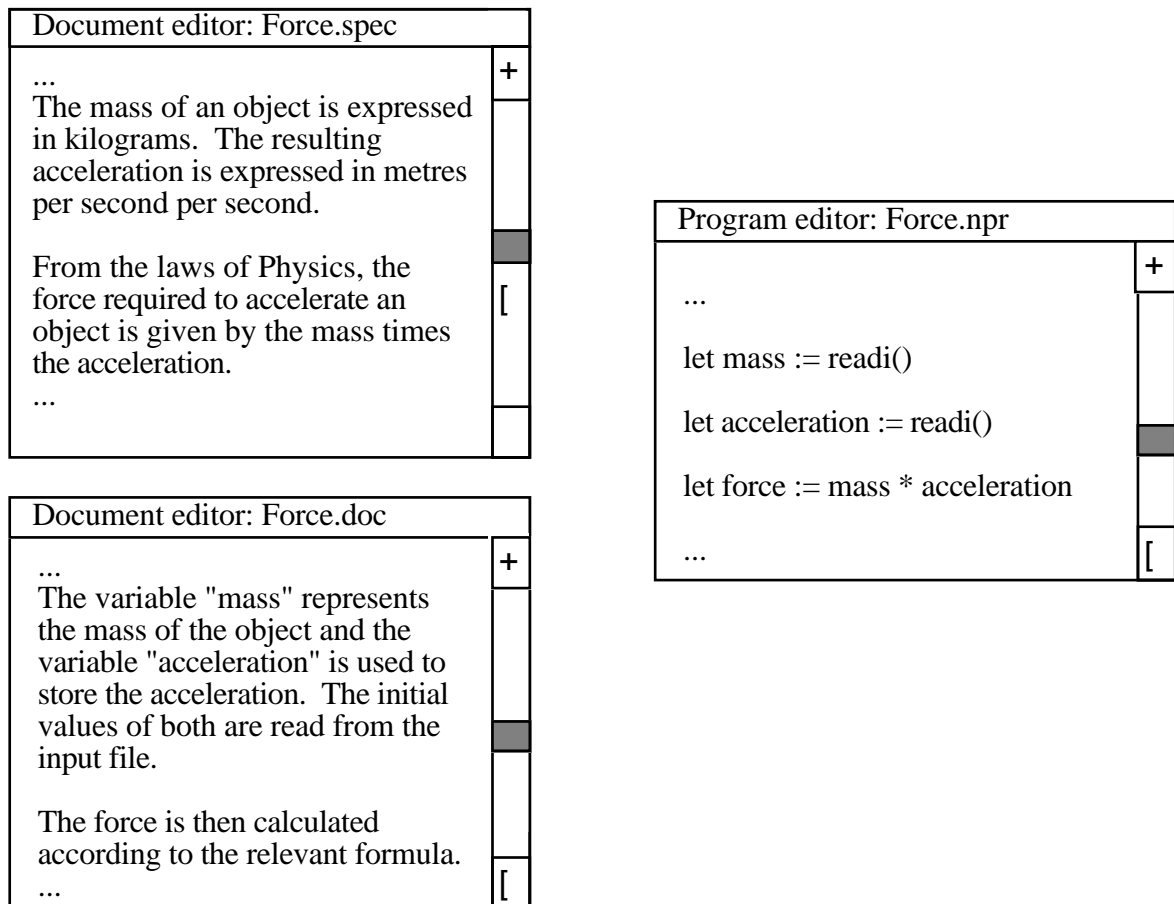 Document editor: Force.spec
+
...
The mass of an object is expressed
in kilograms.  The resulting
acceleration is expressed in metres
per second per second.
From the laws of Physics, the
force required to accelerate an
object is given by the mass times
the acceleration.
...
[
Document editor: Force.doc
+
...
The variable "mass" represents
the mass of the object and the
variable "acceleration" is used to
store the acceleration.  The initial
values of both are read from the
input file.
The force is then calculated
according to the relevant formula.
...
[
Program editor: Force.npr
+
...
let mass := readi()
let acceleration := readi()
let force := mass * acceleration
...
[